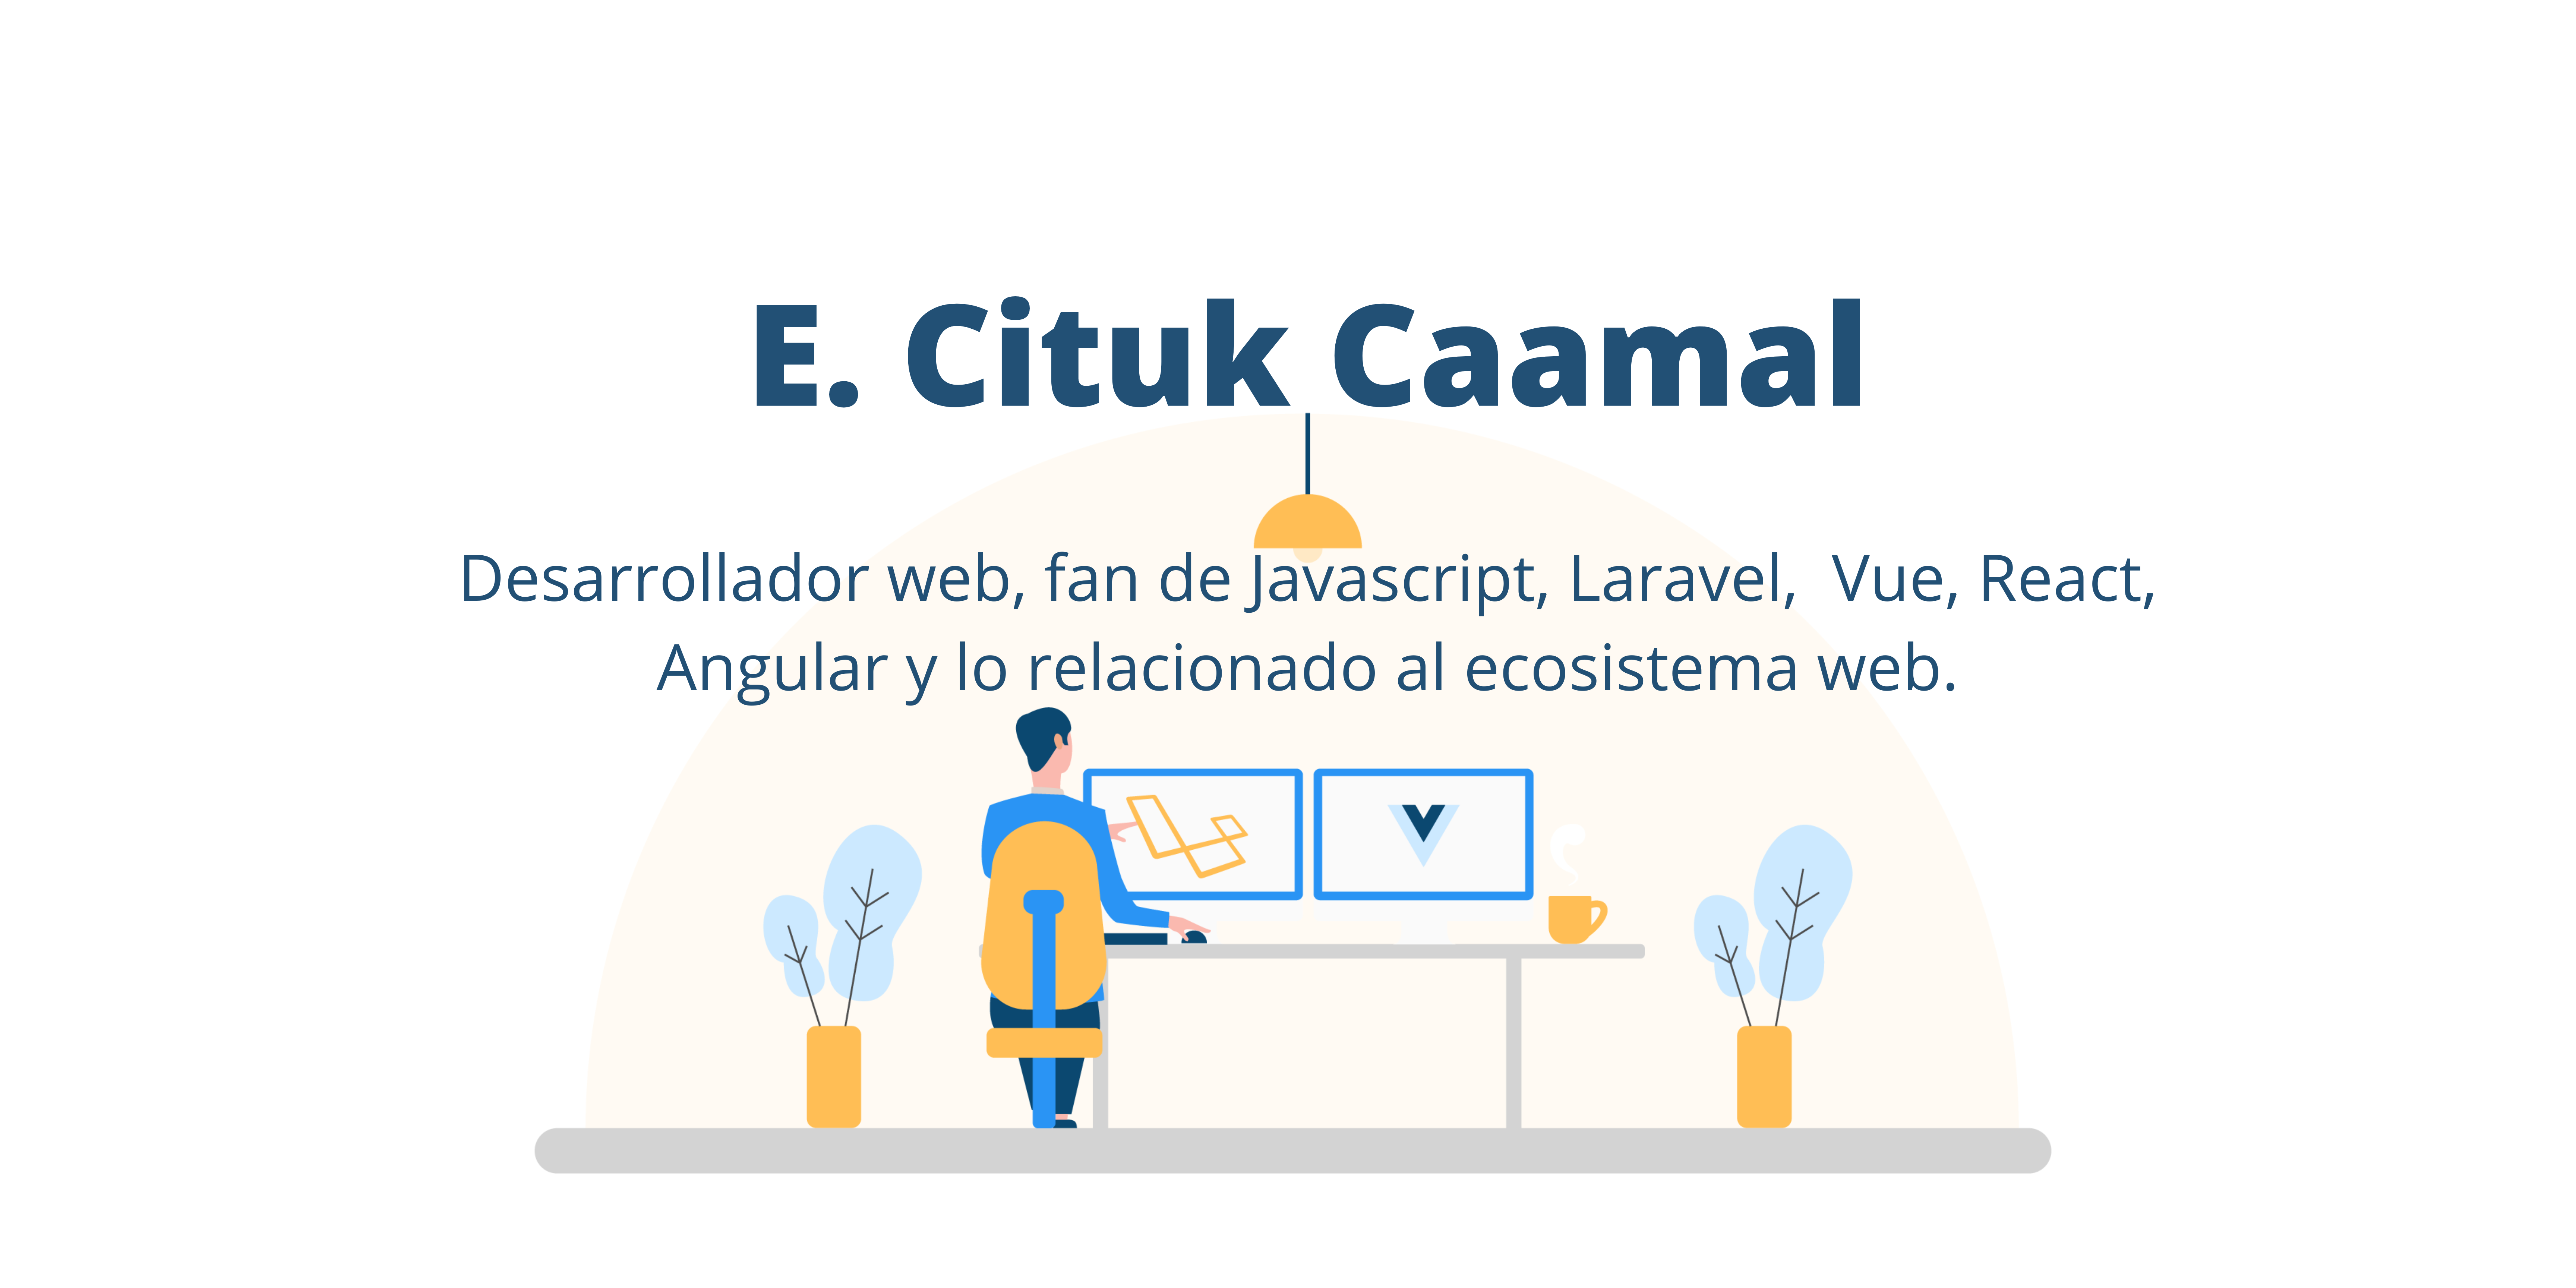 E. Cituk Caamal
Desarrollador web, fan de Javascript, Laravel,  Vue, React,
Angular y lo relacionado al ecosistema web.